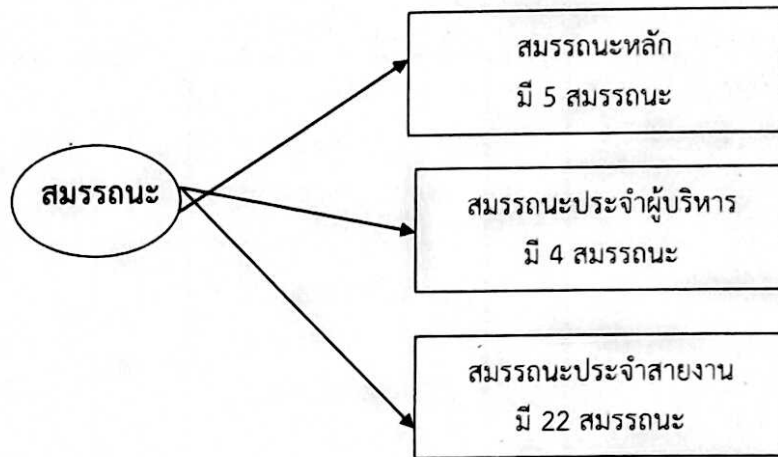 สมรรถนะ
สมรรถนะหลัก
มี 5 สมรรถนะ
สมรรถนะประจำผู้บริหาร
มี 4 สมรรถนะ
สมรรถนะประจำสายงาน
มี 22 สมรรถนะ